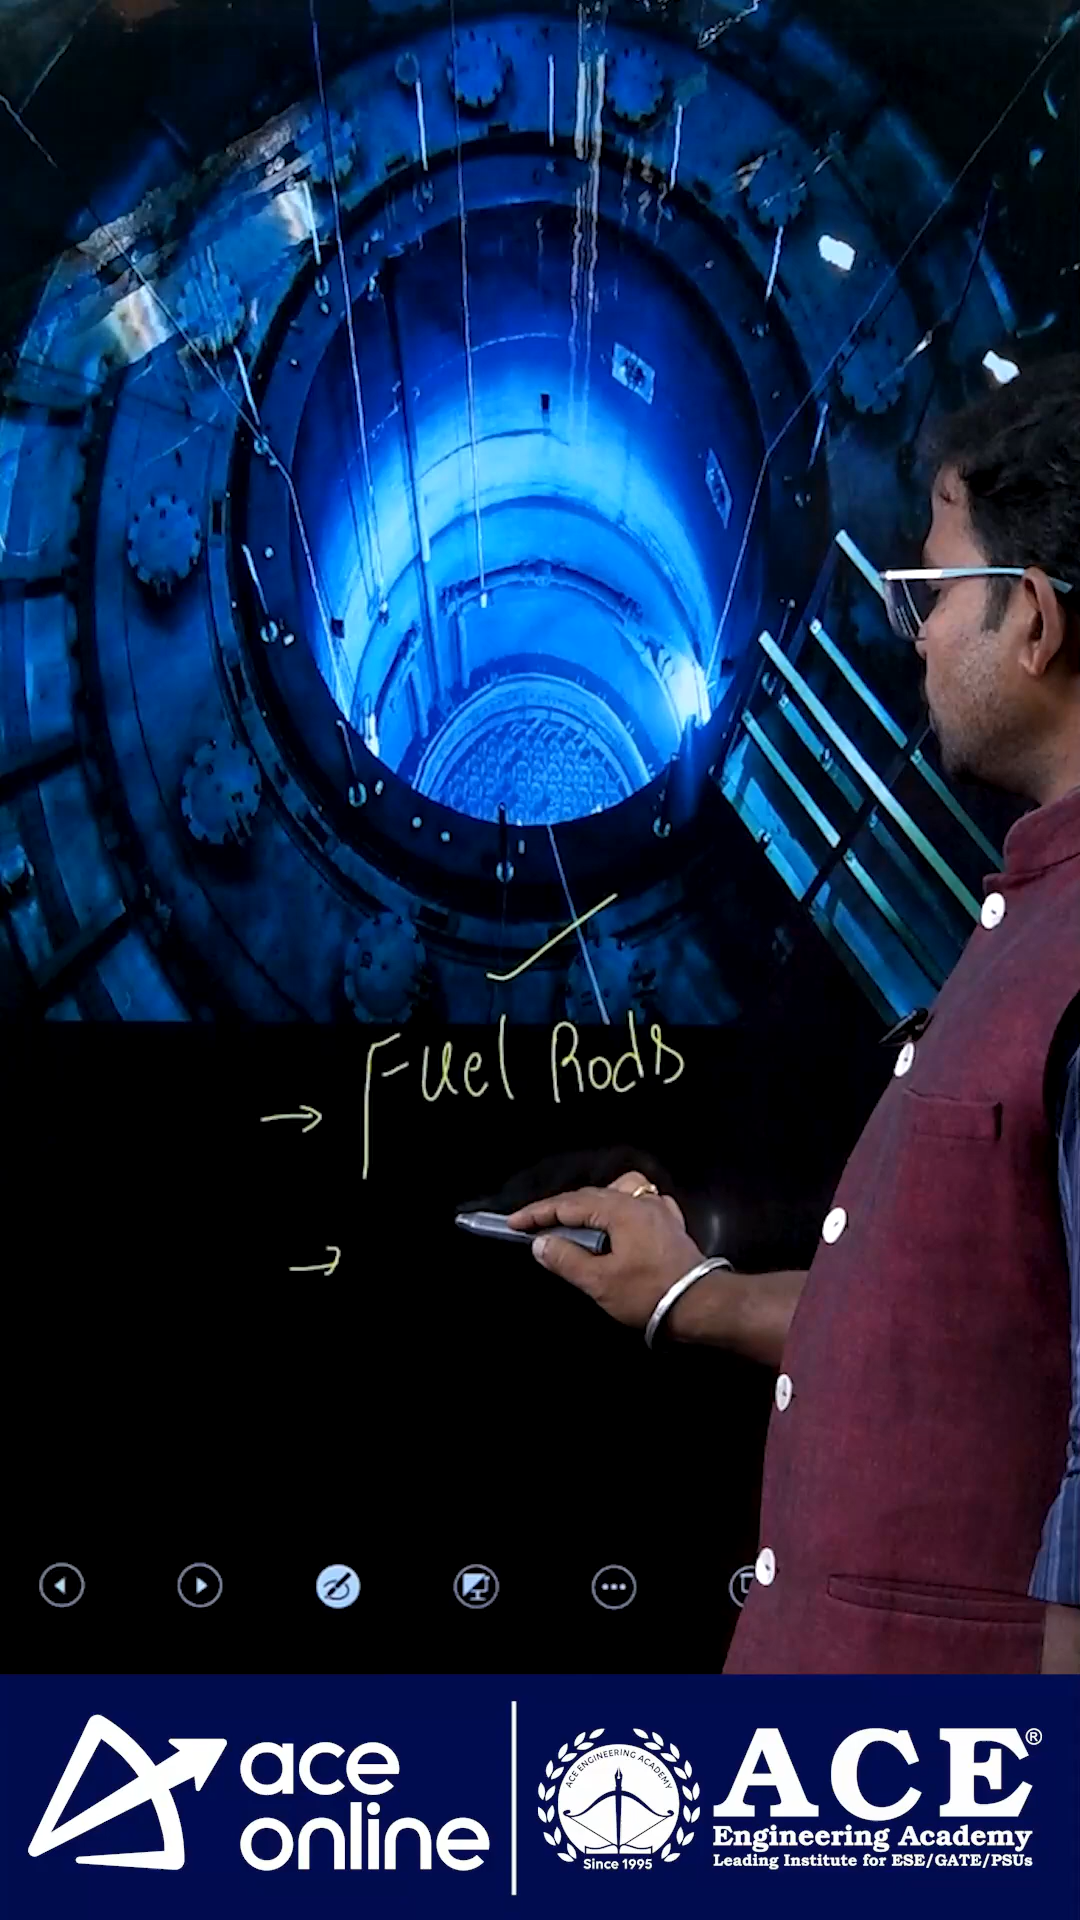 → Fuel Rods
→
ace
online
ACE ENGINEERING ACADEMY
Since 1995
ACE®
Engineering Academy
Leading Institute for ESE/GATE/PSUs